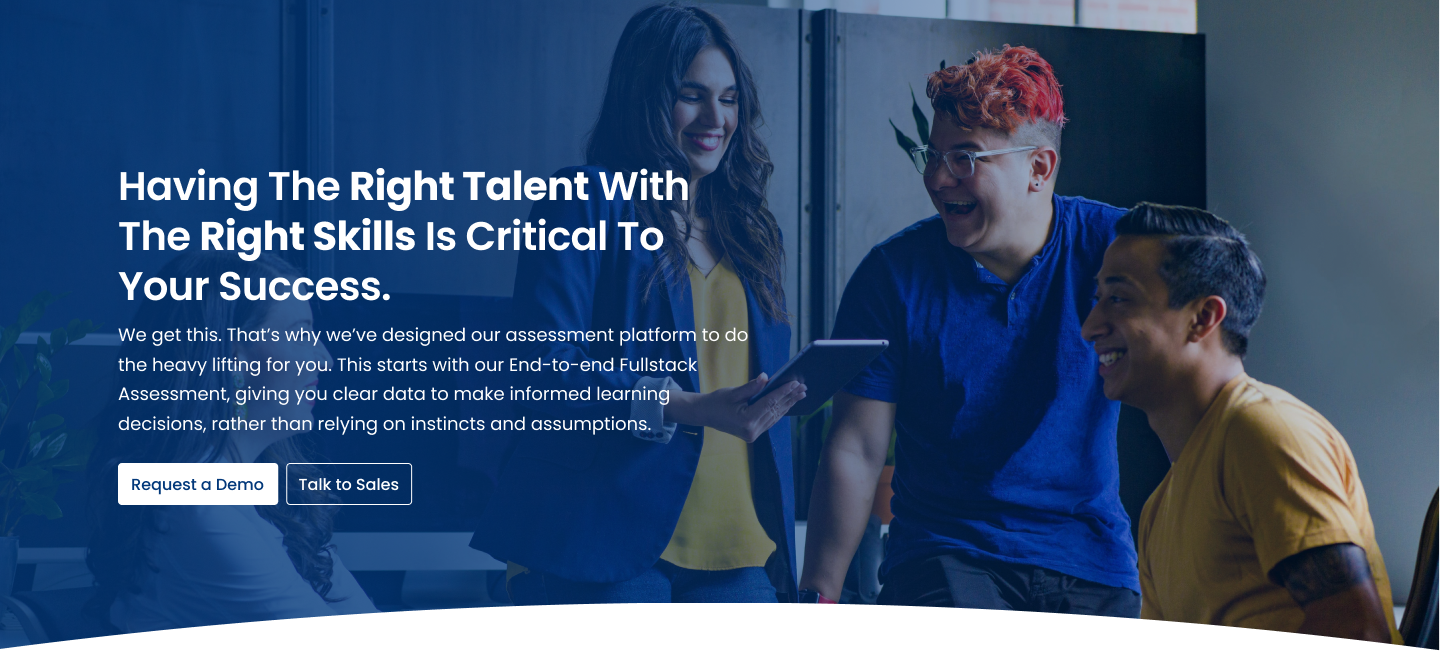 Having The Right Talent With
The Right Skills Is Critical To
Your Success.
We get this. That’s why we’ve designed our assessment platform to do
the heavy lifting for you. This starts with our End-to-end Fullstack
Assessment, giving you clear data to make informed learning
decisions, rather than relying on instincts and assumptions.
Request a Demo Talk to Sales